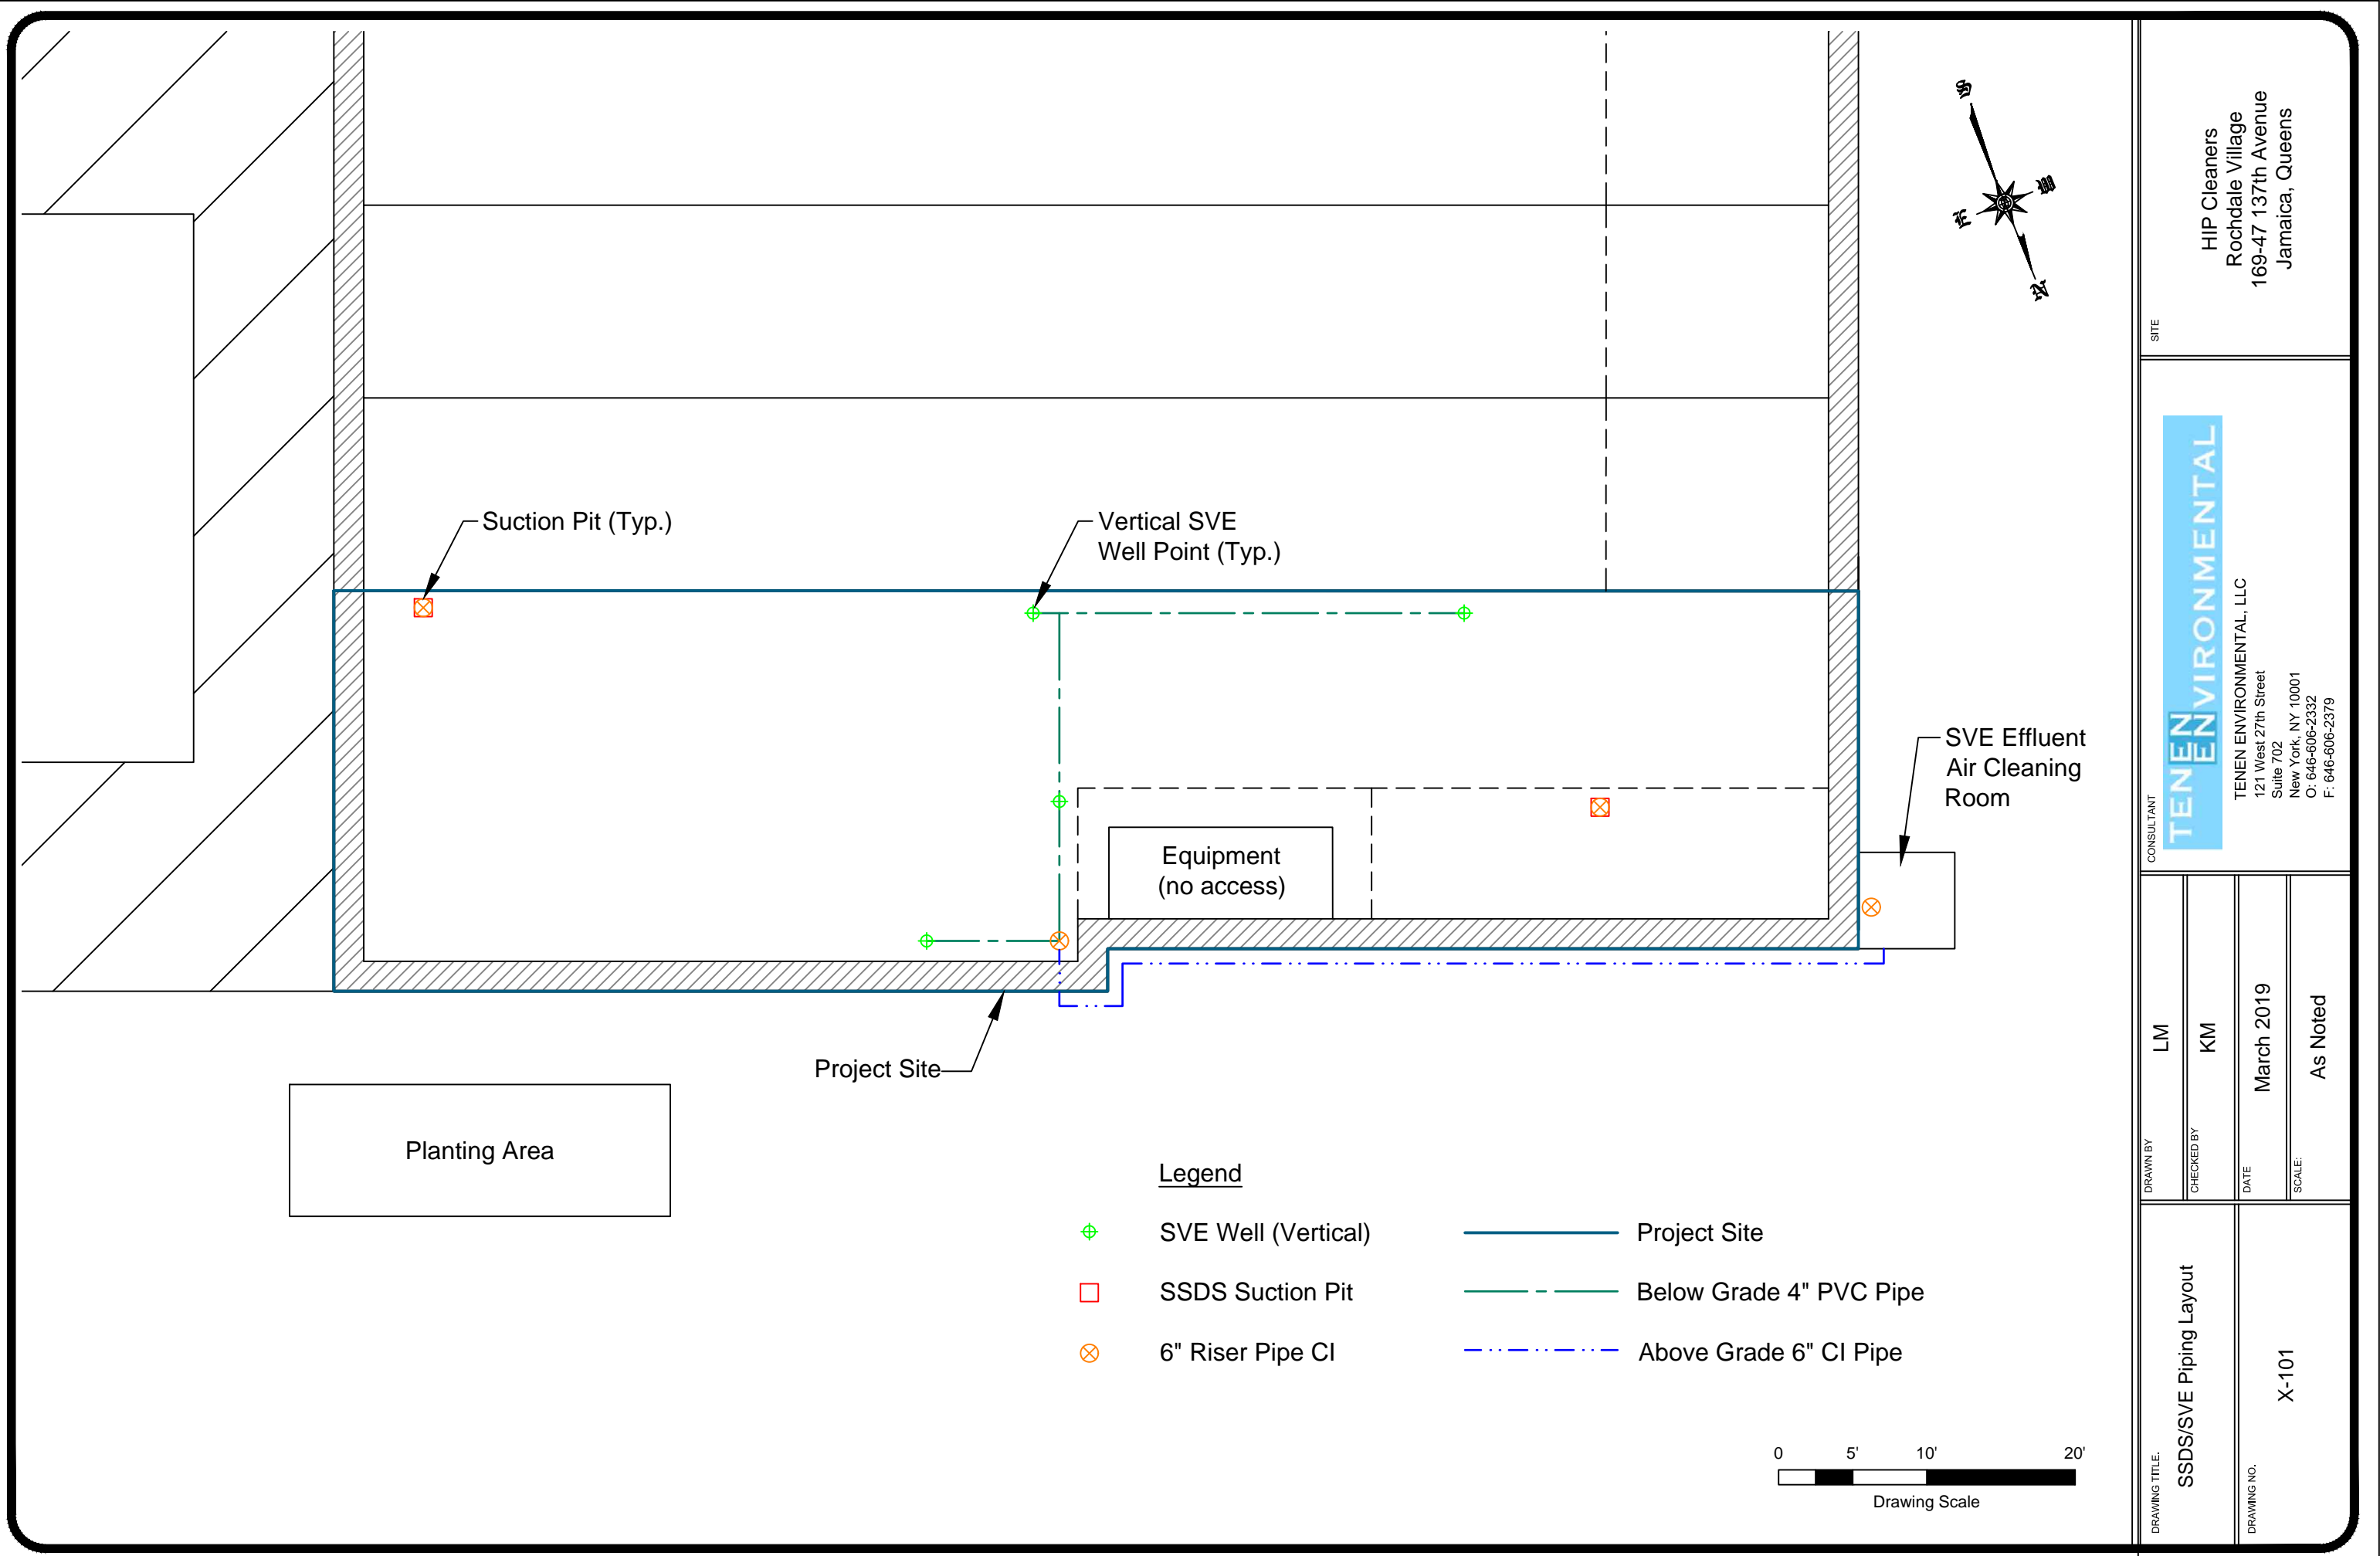 Suction Pit (Typ.)
Vertical SVE
Well Point (Typ.)
SVE Effluent
Air Cleaning
Room
Equipment
(no access)
Project Site
Planting Area
S
W
E
N
Legend
SVE Well (Vertical)
SSDS Suction Pit
6" Riser Pipe CI
Project Site
Below Grade 4" PVC Pipe
Above Grade 6" CI Pipe
0 5' 10' 20'
Drawing Scale
SITE
HIP Cleaners
Rochdale Village
169-47 137th Avenue
Jamaica, Queens
CONSULTANT
TENEN
ENVIRONMENTAL
TENEN ENVIRONMENTAL, LLC
121 West 27th Street
Suite 702
New York, NY 10001
O: 646-606-2332
F: 646-606-2379
DRAWN BY
LM
CHECKED BY
KM
DATE
March 2019
SCALE:
As Noted
DRAWING TITLE.
SSDS/SVE Piping Layout
DRAWING NO.
X-101